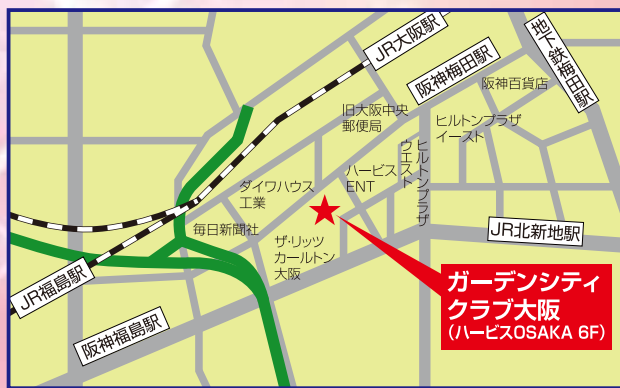 JR大阪駅
阪神梅田駅
地下鉄梅田駅
阪神百貨店
旧大阪中央
郵便局
ヒルトンプラザ
イースト
ヒルトンプラザ
ウエスト
ハービス
ENT
ダイワハウス
工業
毎日新聞社
ザ・リッツ
カールトン
大阪
JR北新地駅
JR福島駅
阪神福島駅
ガーデンシティ
クラブ大阪
(ハービスOSAKA 6F)